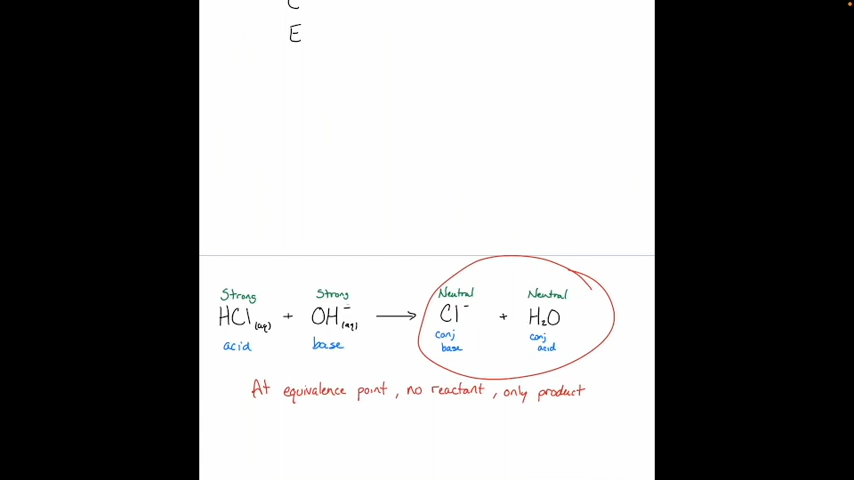 E
Strong Strong Neutral Neutral
HCl(aq) + OH⁻(aq) → Cl⁻ + H₂O
acid base conj base conj acid
At equivalence point, no reactant, only product